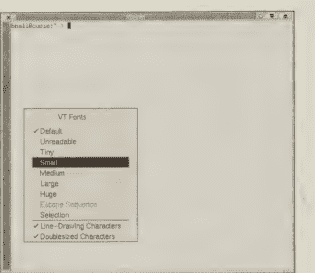 VT Fonts
✓ Default
Unreadable
Tiny
Small
Medium
Large
Huge
Escape Sequence
Selection
✓ Line-Drawing Characters
✓ Doublesized Characters